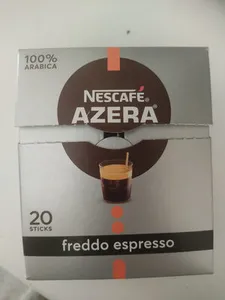 100%
ARABICA
NESCAFÉ®
AZERA®
20
STICKS
freddo espresso